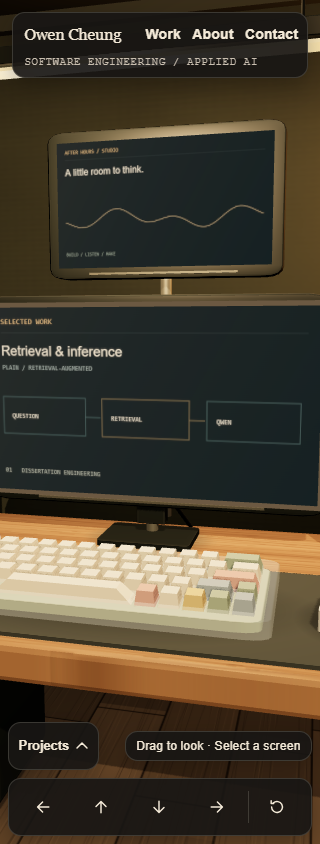 Owen Cheung
Work About Contact
SOFTWARE ENGINEERING / APPLIED AI
AFTER HOURS / STUDIO
A little room to think.
BUILD / LISTEN / MAKE
SELECTED WORK
Retrieval & inference
PLAIN / RETRIEVAL-AUGMENTED
QUESTION
RETRIEVAL
QWEN
01 DISSERTATION ENGINEERING
Projects
Drag to look · Select a screen